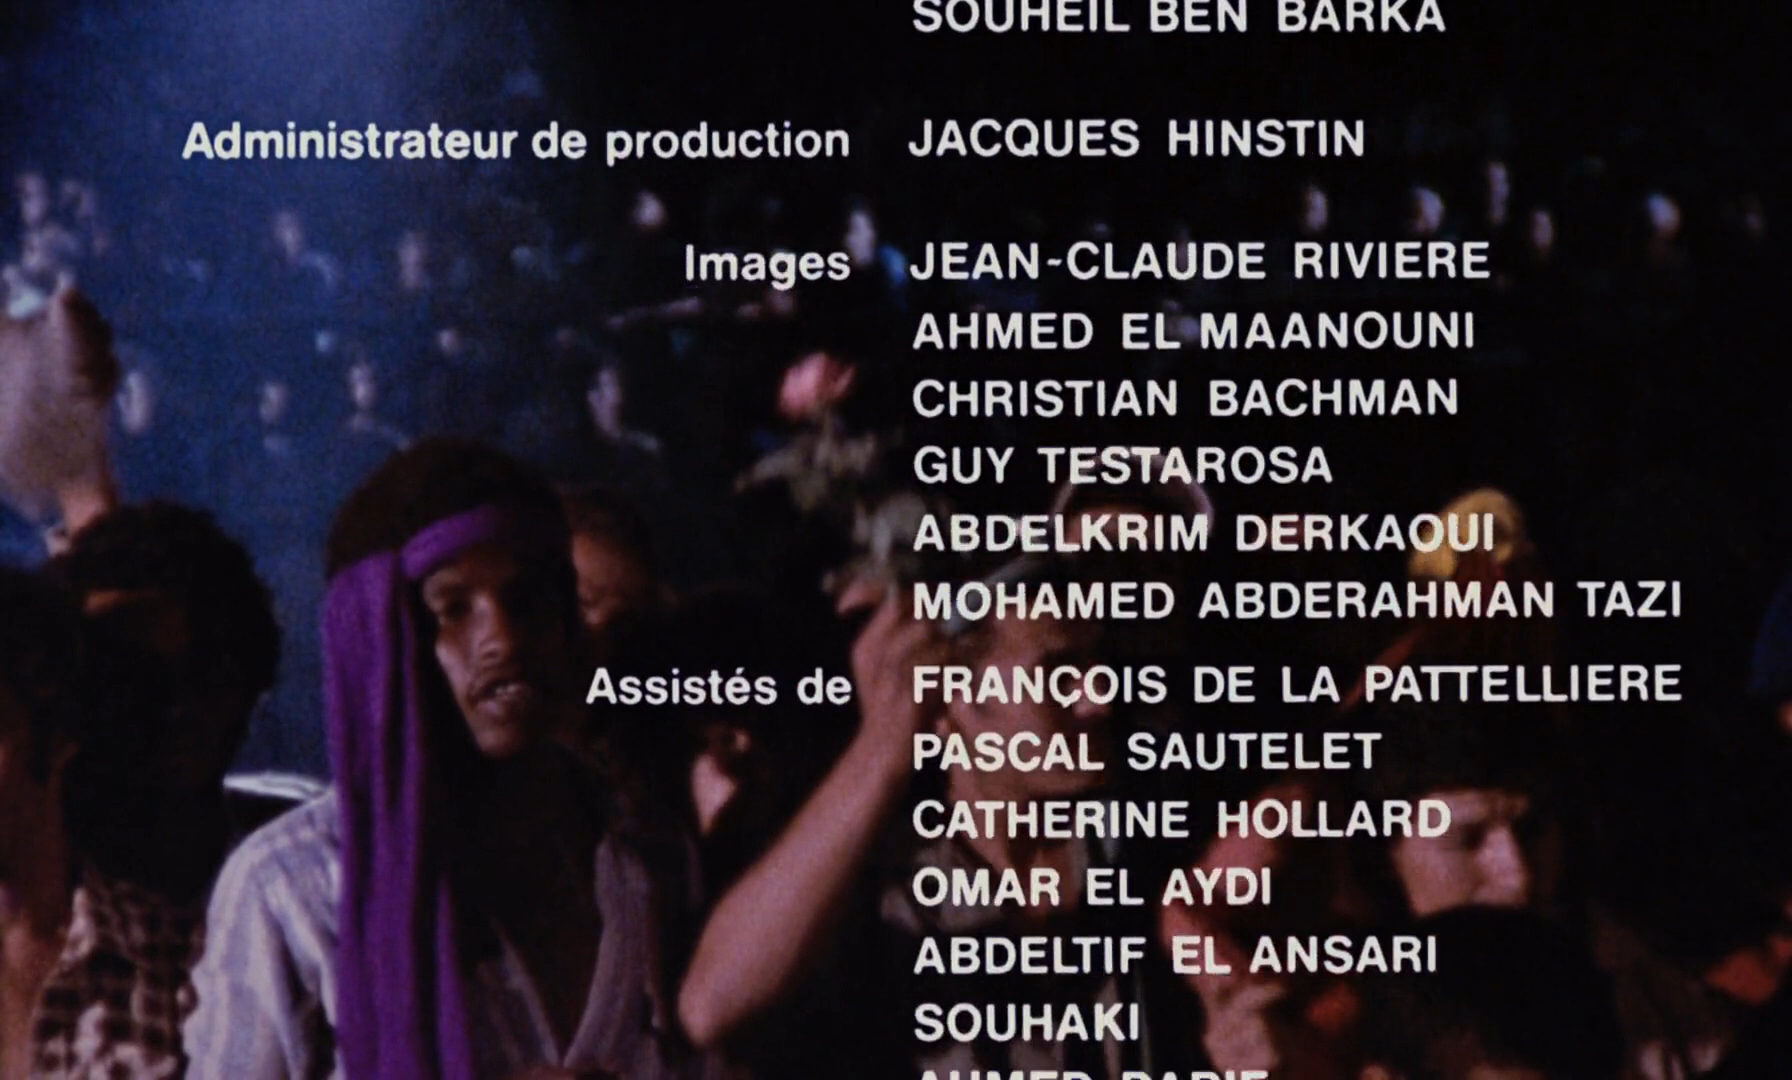 SOUHEIL BEN BARKA
Administrateur de production JACQUES HINSTIN
Images JEAN-CLAUDE RIVIERE
AHMED EL MAANOUNI
CHRISTIAN BACHMAN
GUY TESTAROSA
ABDELKRIM DERKAOUI
MOHAMED ABDERAHMAN TAZI
Assistés de FRANÇOIS DE LA PATTELLIERE
PASCAL SAUTELET
CATHERINE HOLLARD
OMAR EL AYDI
ABDELTIF EL ANSARI
SOUHAKI
AHMED